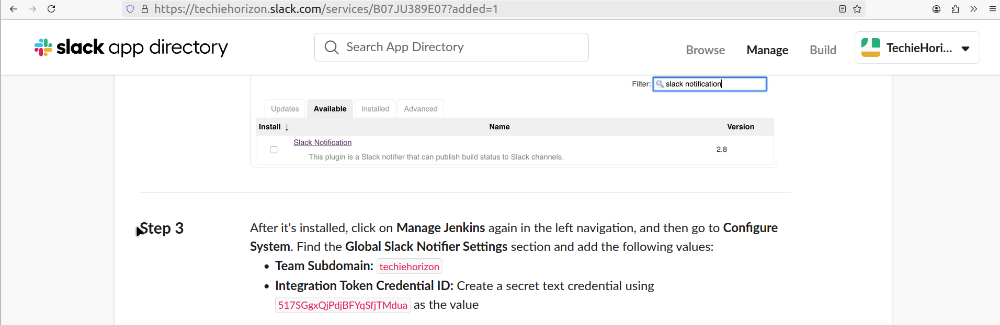 https://techiehorizon.slack.com/services/B07JU389E07?added=1
slack app directory
Search App Directory
Browse
Manage
Build
TechieHori...
Filter: slack notification
Updates
Available
Installed
Advanced
Install ↓
Name
Version
Slack Notification
This plugin is a Slack notifier that can publish build status to Slack channels.
2.8
Step 3
After it's installed, click on Manage Jenkins again in the left navigation, and then go to Configure
System. Find the Global Slack Notifier Settings section and add the following values:
• Team Subdomain: techiehorizon
• Integration Token Credential ID: Create a secret text credential using
517SGgxQjPdjBFYqSfjTMdua as the value